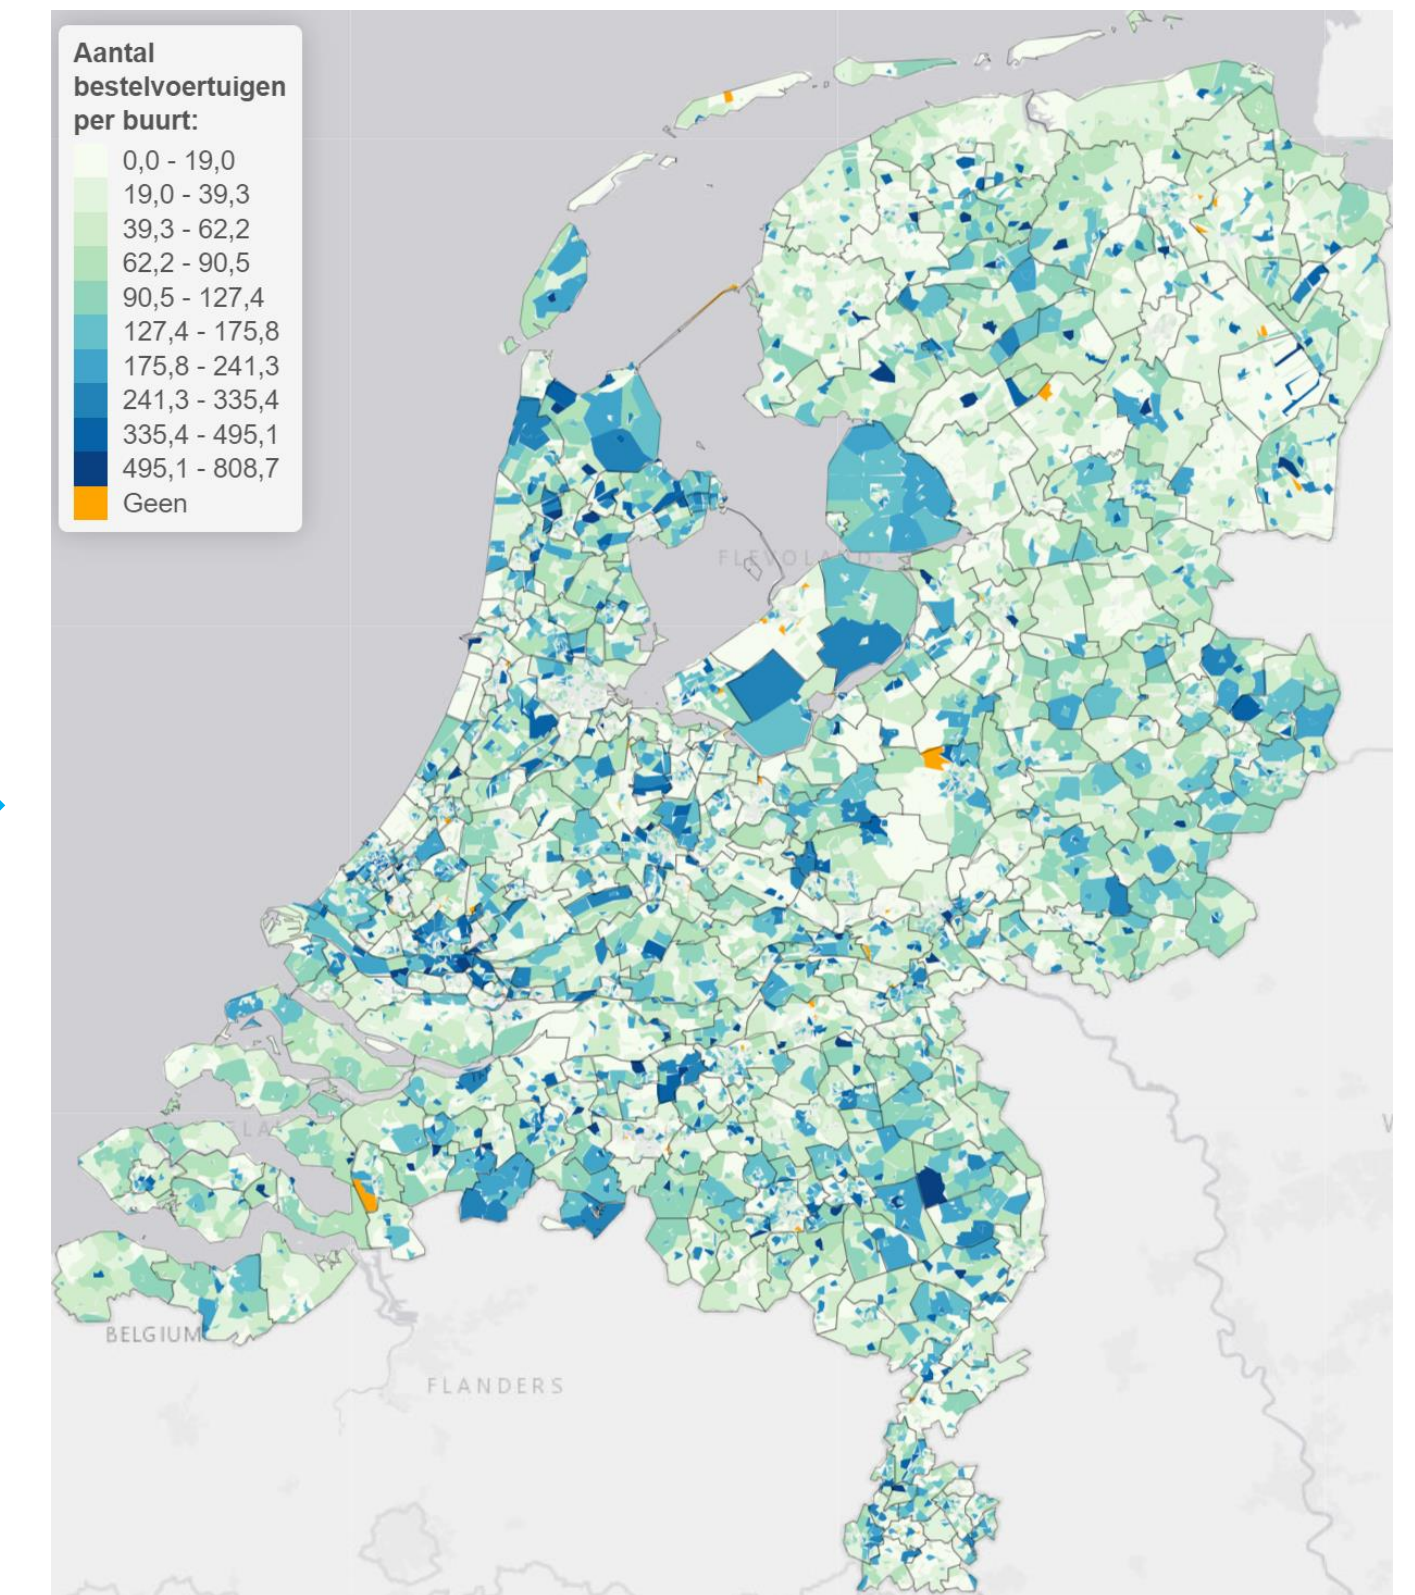 Aantal
bestelvoertuigen
per buurt:
0,0 - 19,0
19,0 - 39,3
39,3 - 62,2
62,2 - 90,5
90,5 - 127,4
127,4 - 175,8
175,8 - 241,3
241,3 - 335,4
335,4 - 495,1
495,1 - 808,7
Geen
FLEVOLAND
BELGIUM
FLANDERS